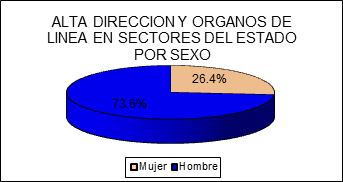 ALTA DIRECCION Y ORGANOS DE
LINEA EN SECTORES DEL ESTADO
POR SEXO
26.4%
73.6%
Mujer Hombre